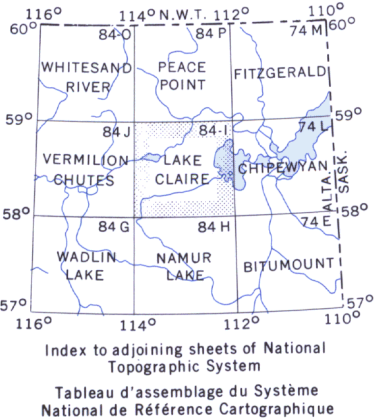 116° 114° N.W.T. 112° 110°
60° 84-O 84 P 74 M 60°
WHITESAND PEACE FITZGERALD
RIVER POINT
59° 84 J 84-I 74 L 59°
VERMILION LAKE CHIPEWYAN
CHUTES CLAIRE
ALTA. SASK.
58° 84 G 84 H 74 E 58°
WADLIN NAMUR BITUMOUNT
LAKE LAKE
57° 57°
116° 114° 112° 110°
Index to adjoining sheets of National
Topographic System
Tableau d'assemblage du Système
National de Référence Cartographique